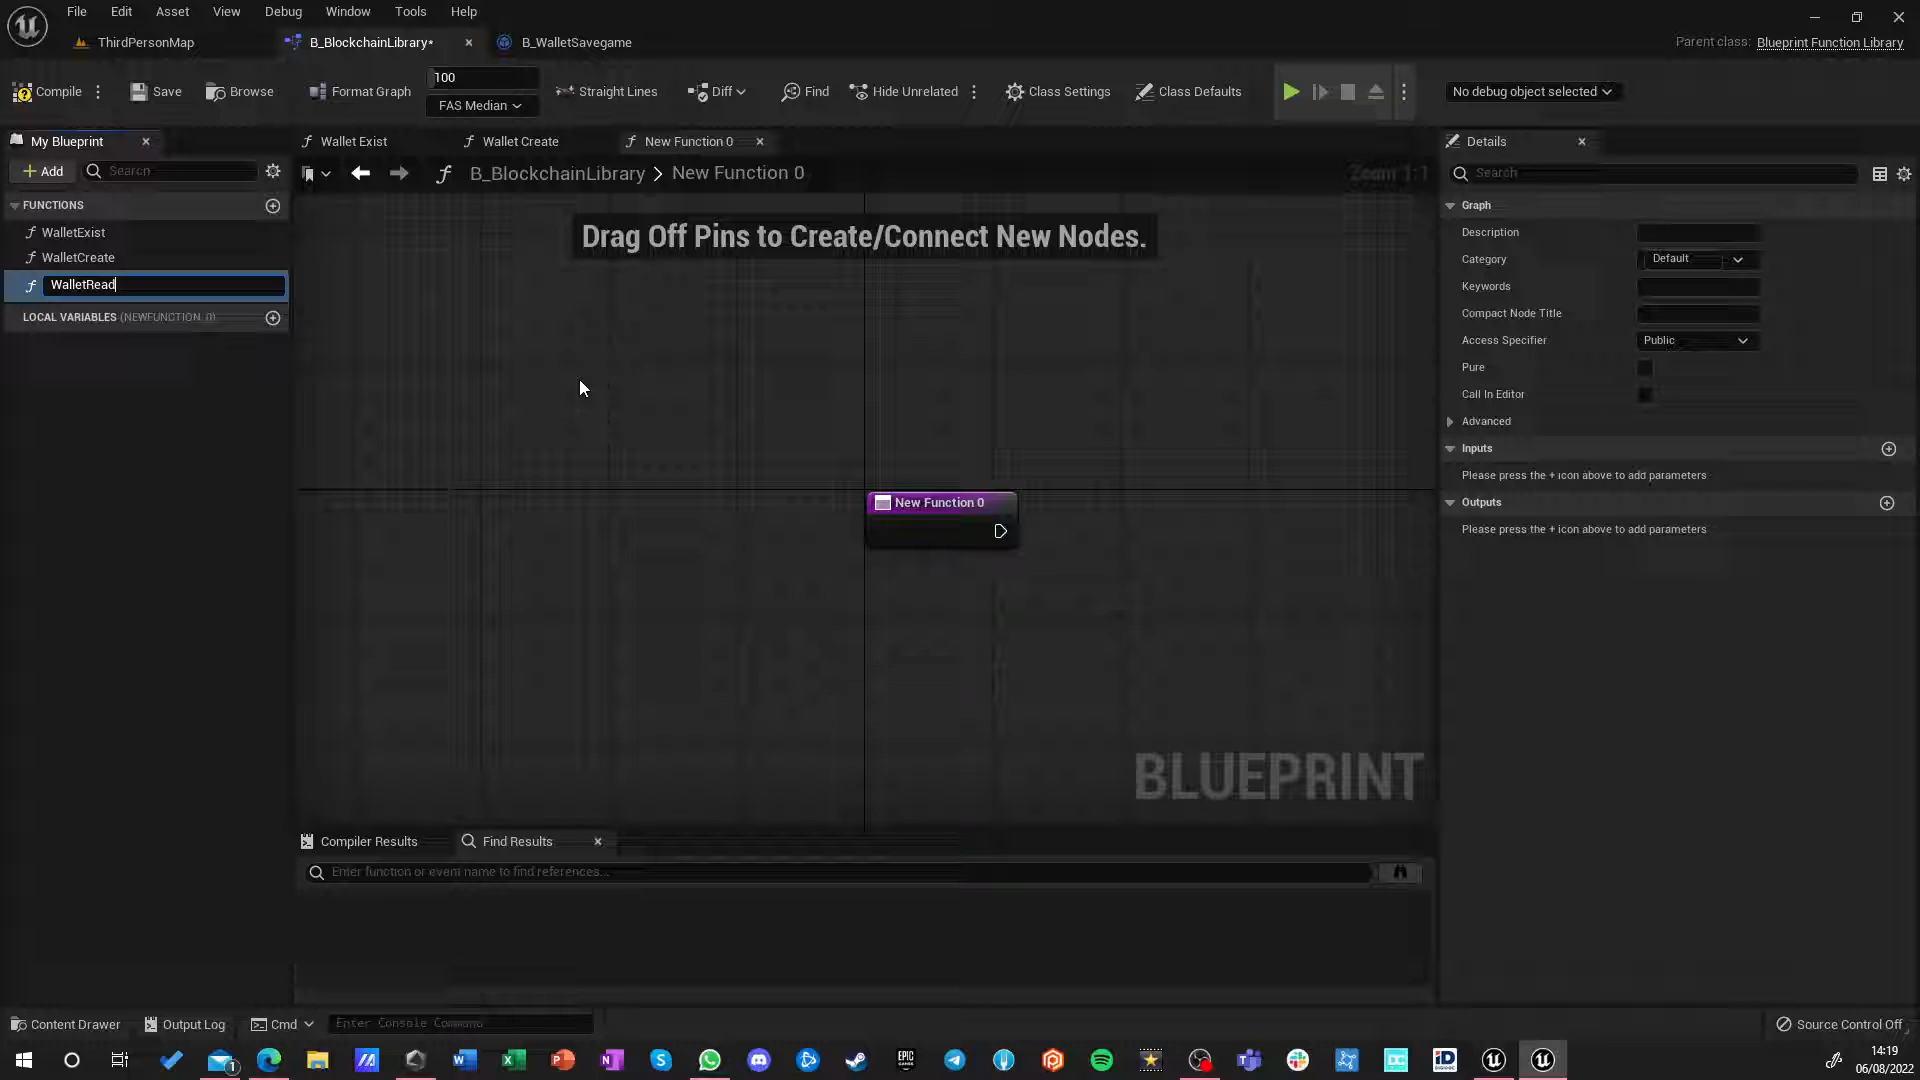 File Edit Asset View Debug Window Tools Help
ThirdPersonMap B_BlockchainLibrary* B_WalletSavegame Parent class: Blueprint Function Library
Compile Save Browse Format Graph 100 Straight Lines Diff Find Hide Unrelated Class Settings Class Defaults No debug object selected
FAS Median
My Blueprint Wallet Exist Wallet Create New Function 0 Details
Add Search B_BlockchainLibrary > New Function 0 Zoom 1:1 Search
FUNCTIONS Graph
Drag Off Pins to Create/Connect New Nodes.
WalletExist Description
WalletCreate Category Default
WalletRead Keywords
LOCAL VARIABLES (NEWFUNCTION_0) Compact Node Title
Access Specifier Public
Pure
Call In Editor
Advanced
Inputs
Please press the + icon above to add parameters
New Function 0 Outputs
Please press the + icon above to add parameters
BLUEPRINT
Compiler Results Find Results
Enter function or event name to find references...
Content Drawer Output Log Cmd Enter Console Command Source Control Off
14:19
06/08/2022